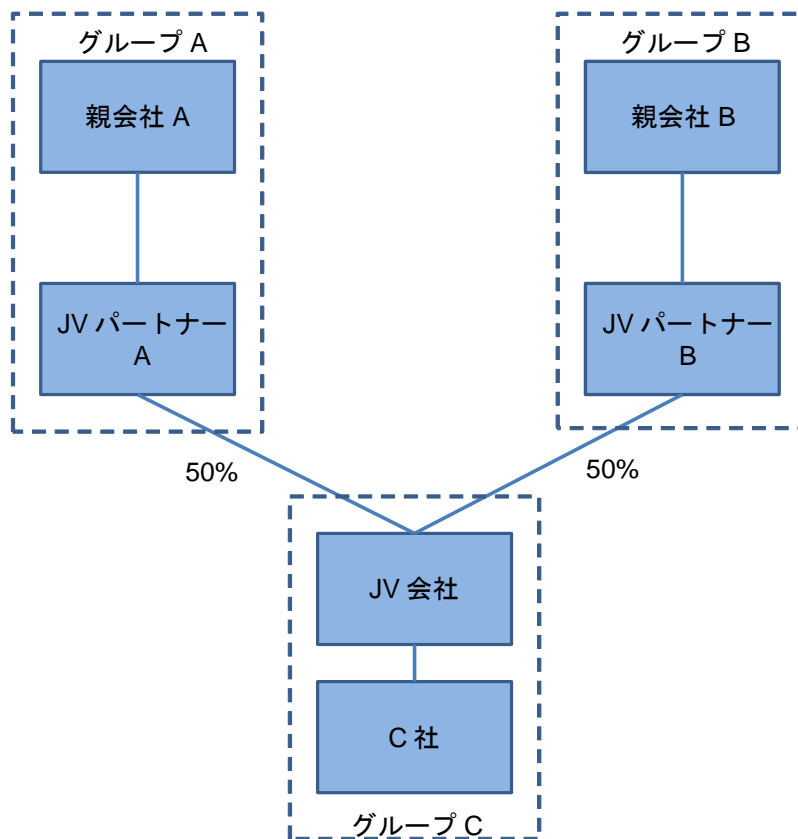 グループ A
グループ B
親会社 A
親会社 B
JV パートナー
A
JV パートナー
B
50%
50%
JV 会社
C 社
グループ C